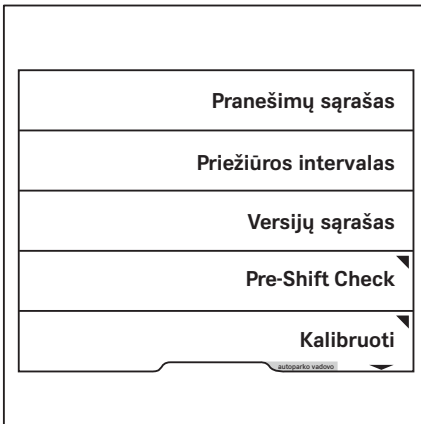 Pranešimų sąrašas
Priežiūros intervalas
Versijų sąrašas
Pre-Shift Check
Kalibruoti
autoparko vadovo